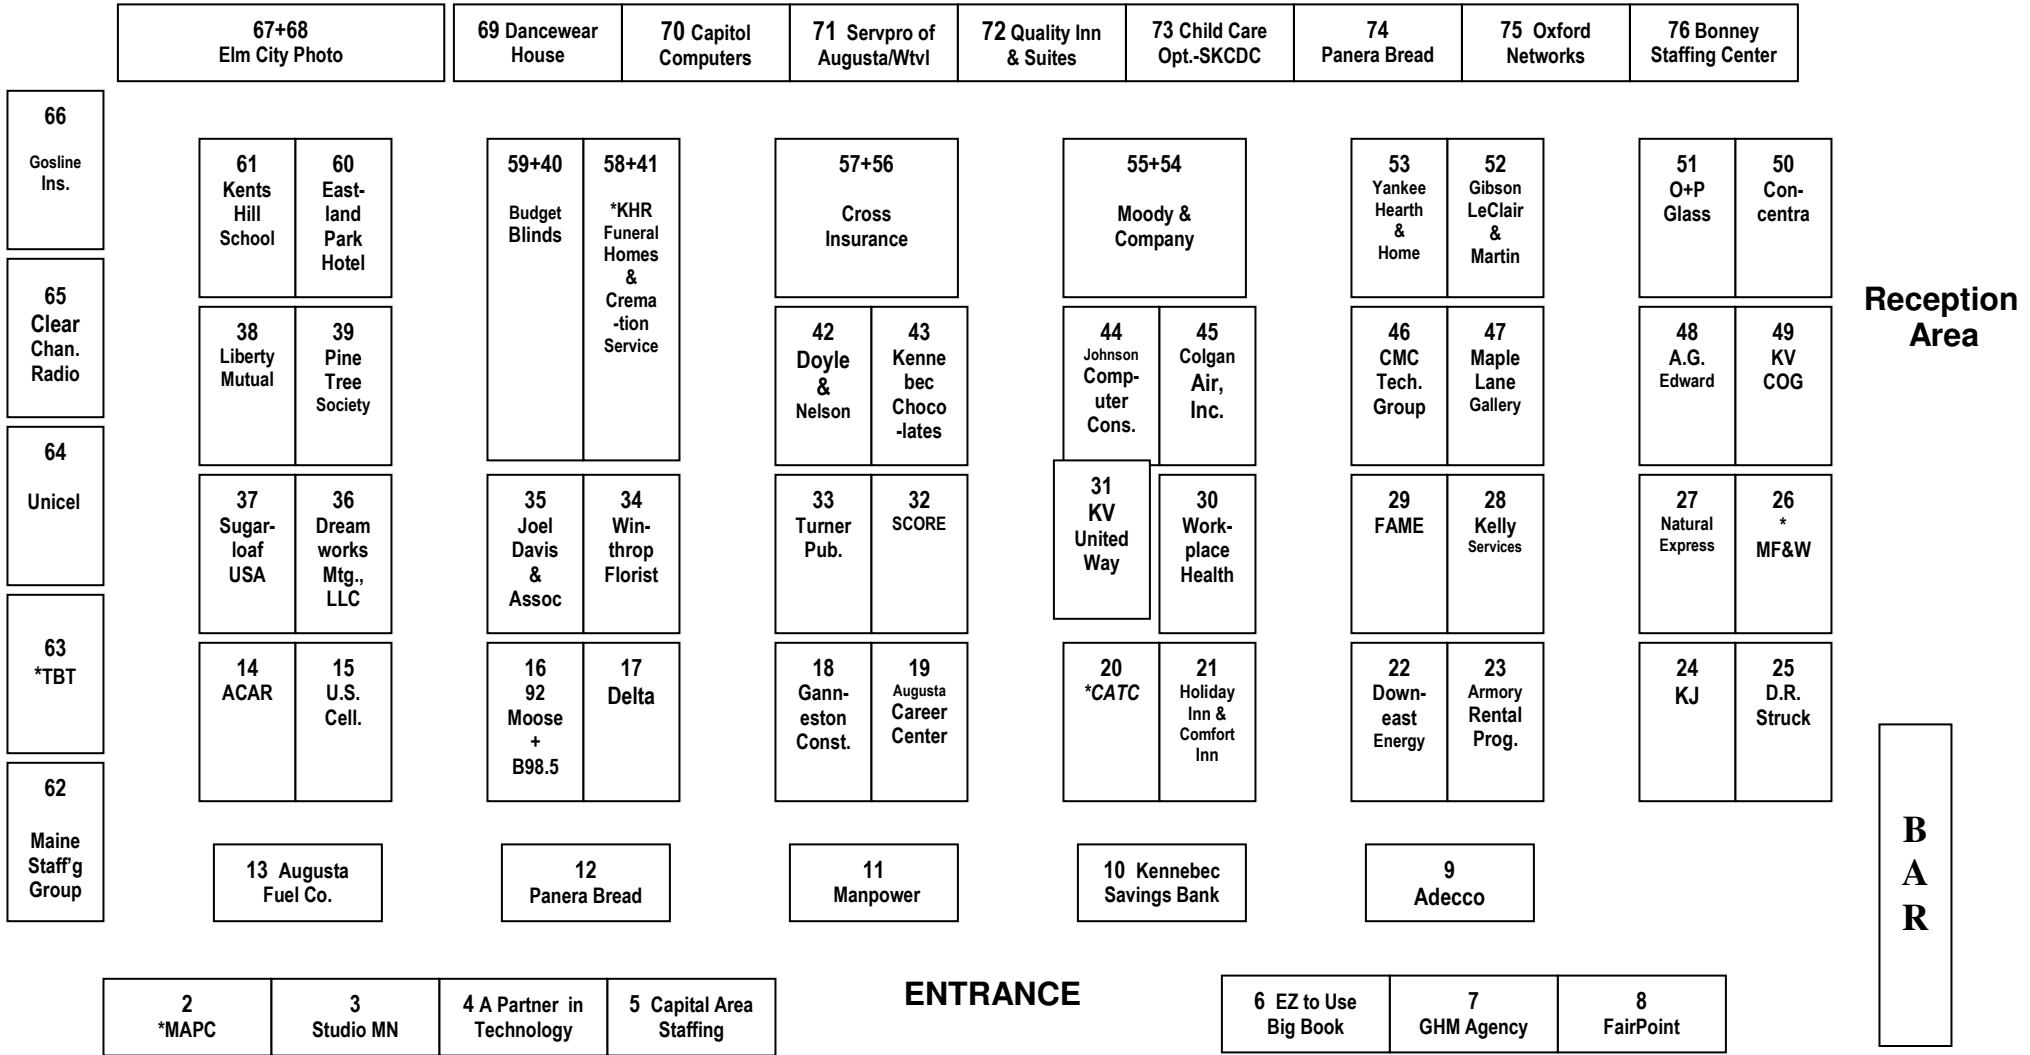 67+68
Elm City Photo
69 Dancewear
House
70 Capitol
Computers
71 Servpro of
Augusta/Wtvl
72 Quality Inn
& Suites
73 Child Care
Opt.-SKCDC
74
Panera Bread
75 Oxford
Networks
76 Bonney
Staffing Center
66
Gosline
Ins.
65
Clear
Chan.
Radio
64
Unicel
63
*TBT
62
Maine
Staff'g
Group
61
Kents
Hill
School
60
East-
land
Park
Hotel
59+40
Budget
Blinds
58+41
*KHR
Funeral
Homes
&
Crema
-tion
Service
57+56
Cross
Insurance
55+54
Moody &
Company
53
Yankee
Hearth
&
Home
52
Gibson
LeClair
&
Martin
51
O+P
Glass
50
Con-
centra
Reception
Area
38
Liberty
Mutual
39
Pine
Tree
Society
42
Doyle
&
Nelson
43
Kenne
bec
Choco
-lates
44
Johnson
Comp-
uter
Cons.
45
Colgan
Air,
Inc.
46
CMC
Tech.
Group
47
Maple
Lane
Gallery
48
A.G.
Edward
49
KV
COG
37
Sugar-
loaf
USA
36
Dream
works
Mtg.,
LLC
35
Joel
Davis
&
Assoc
34
Win-
throp
Florist
33
Turner
Pub.
32
SCORE
31
KV
United
Way
30
Work-
place
Health
29
FAME
28
Kelly
Services
27
Natural
Express
26
*
MF&W
14
ACAR
15
U.S.
Cell.
16
92
Moose
+
B98.5
17
Delta
18
Gann-
eston
Const.
19
Augusta
Career
Center
20
*CATC
21
Holiday
Inn &
Comfort
Inn
22
Down-
east
Energy
23
Armory
Rental
Prog.
24
KJ
25
D.R.
Struck
B
A
R
13 Augusta
Fuel Co.
12
Panera Bread
11
Manpower
10 Kennebec
Savings Bank
9
Adecco
2
*MAPC
3
Studio MN
4 A Partner in
Technology
5 Capital Area
Staffing
ENTRANCE
6 EZ to Use
Big Book
7
GHM Agency
8
FairPoint